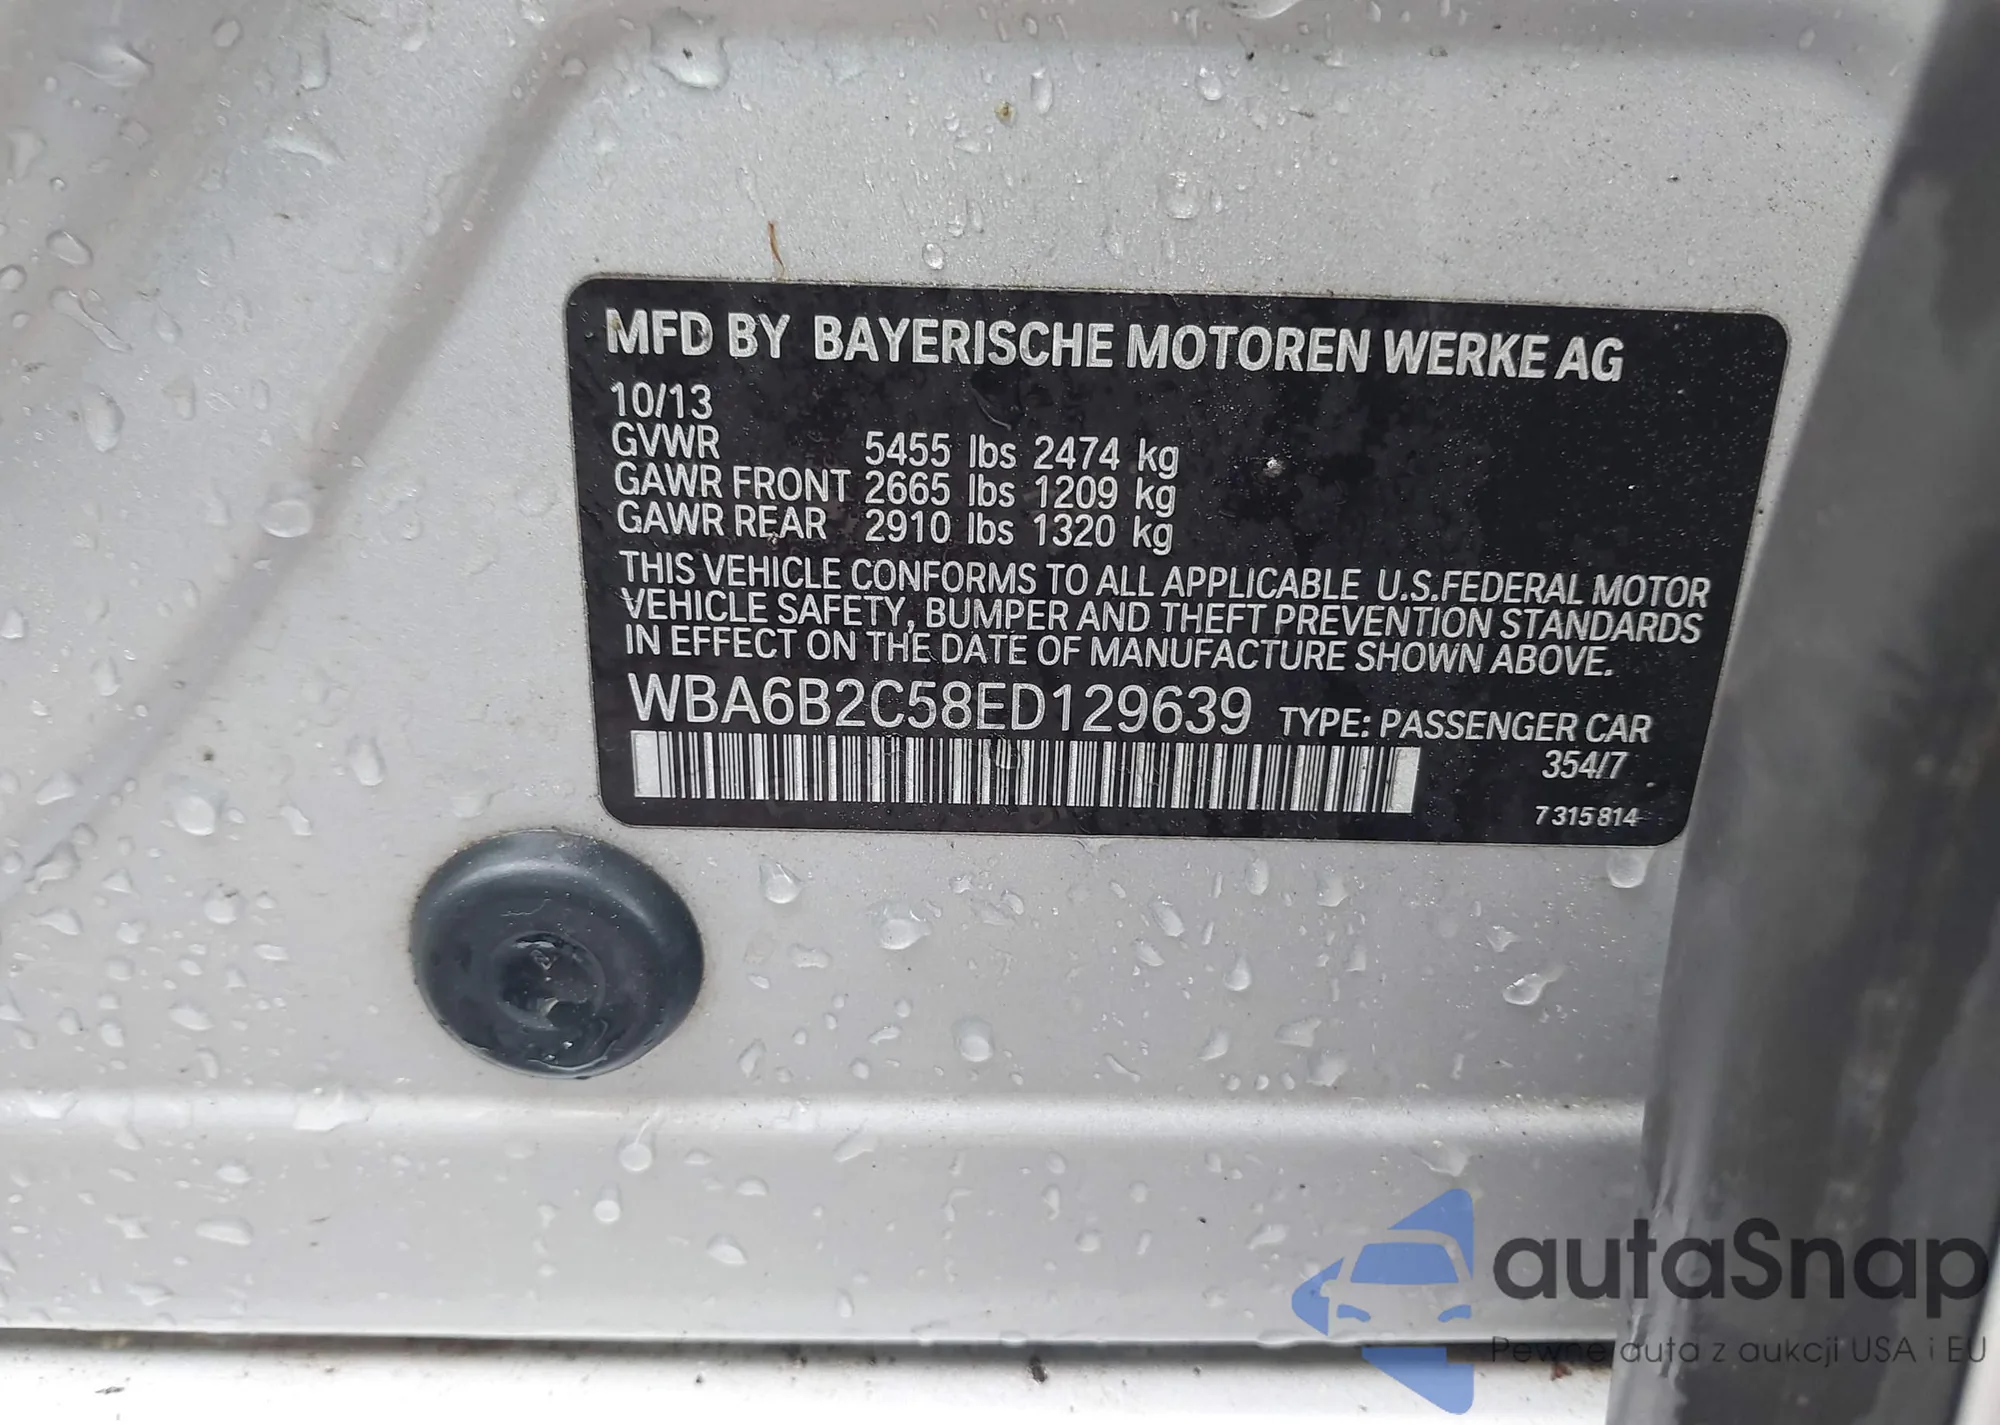 MFD BY BAYERISCHE MOTOREN WERKE AG
10/13
GVWR 5455 lbs 2474 kg
GAWR FRONT 2665 lbs 1209 kg
GAWR REAR 2910 lbs 1320 kg
THIS VEHICLE CONFORMS TO ALL APPLICABLE U.S.FEDERAL MOTOR
VEHICLE SAFETY, BUMPER AND THEFT PREVENTION STANDARDS
IN EFFECT ON THE DATE OF MANUFACTURE SHOWN ABOVE.
WBA6B2C58ED129639 TYPE: PASSENGER CAR
354/7
7 315 814
autaSnap
Pewne auta z aukcji USA i EU